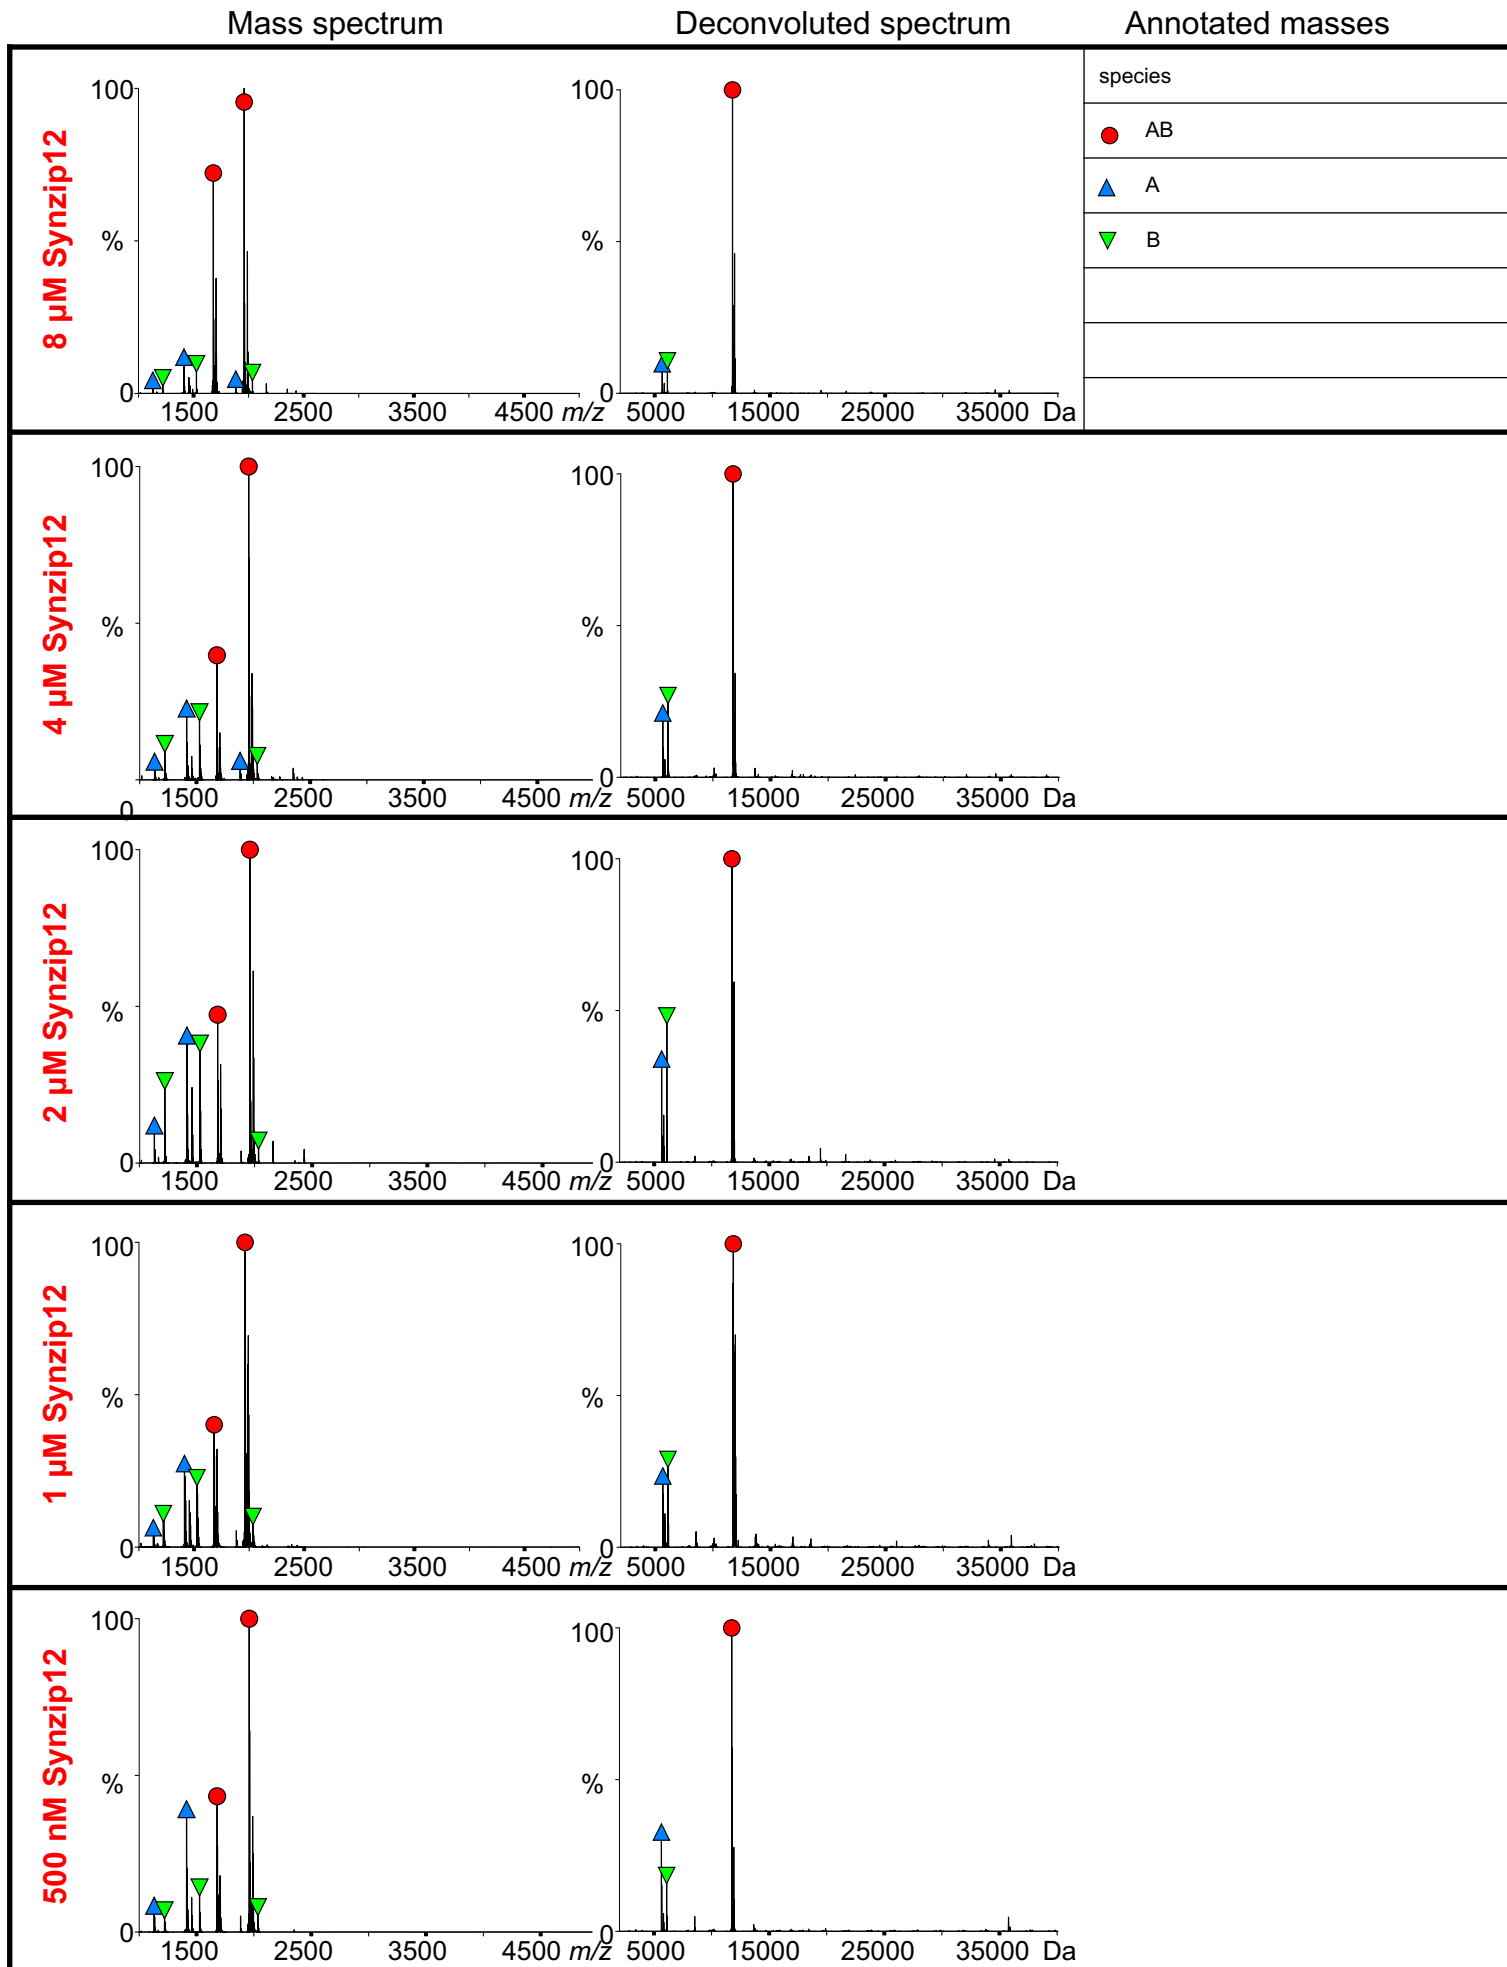 Mass spectrum Deconvoluted spectrum Annotated masses
8 µM Synzip12
100
%
0
1500 2500 3500 4500 m/z
100
%
0
5000 15000 25000 35000 Da
species
AB
A
B
4 µM Synzip12
100
%
0
1500 2500 3500 4500 m/z
100
%
0
5000 15000 25000 35000 Da
2 µM Synzip12
100
%
0
1500 2500 3500 4500 m/z
100
%
0
5000 15000 25000 35000 Da
1 µM Synzip12
100
%
0
1500 2500 3500 4500 m/z
100
%
0
5000 15000 25000 35000 Da
500 nM Synzip12
100
%
0
1500 2500 3500 4500 m/z
100
%
0
5000 15000 25000 35000 Da